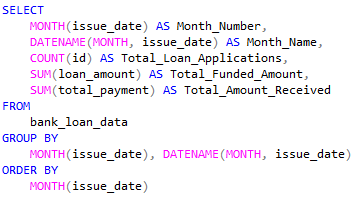 SELECT
    MONTH(issue_date) AS Month_Number,
    DATENAME(MONTH, issue_date) AS Month_Name,
    COUNT(id) AS Total_Loan_Applications,
    SUM(loan_amount) AS Total_Funded_Amount,
    SUM(total_payment) AS Total_Amount_Received
FROM
    bank_loan_data
GROUP BY
    MONTH(issue_date), DATENAME(MONTH, issue_date)
ORDER BY
    MONTH(issue_date)